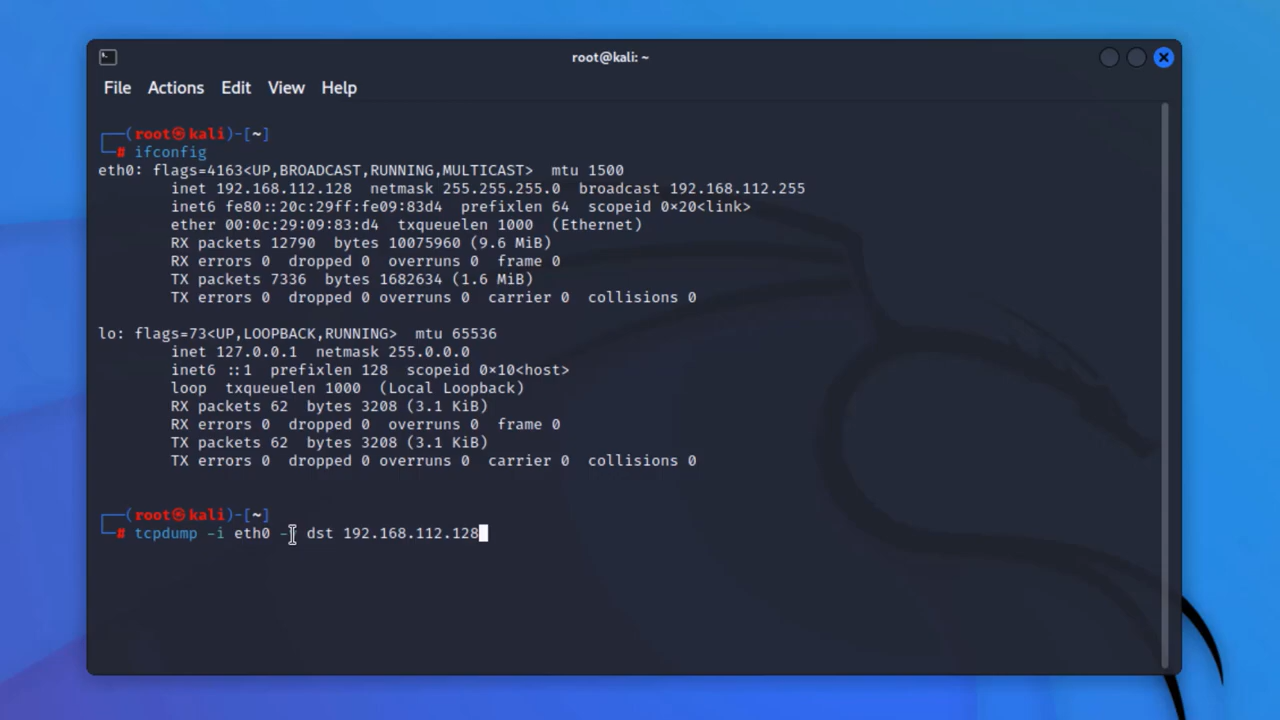 root@kali: ~
File Actions Edit View Help
┌──(root㉿kali)-[~]
└─# ifconfig
eth0: flags=4163<UP,BROADCAST,RUNNING,MULTICAST> mtu 1500
inet 192.168.112.128 netmask 255.255.255.0 broadcast 192.168.112.255
inet6 fe80::20c:29ff:fe09:83d4 prefixlen 64 scopeid 0×20<link>
ether 00:0c:29:09:83:d4 txqueuelen 1000 (Ethernet)
RX packets 12790 bytes 10075960 (9.6 MiB)
RX errors 0 dropped 0 overruns 0 frame 0
TX packets 7336 bytes 1682634 (1.6 MiB)
TX errors 0 dropped 0 overruns 0 carrier 0 collisions 0
lo: flags=73<UP,LOOPBACK,RUNNING> mtu 65536
inet 127.0.0.1 netmask 255.0.0.0
inet6 ::1 prefixlen 128 scopeid 0×10<host>
loop txqueuelen 1000 (Local Loopback)
RX packets 62 bytes 3208 (3.1 KiB)
RX errors 0 dropped 0 overruns 0 frame 0
TX packets 62 bytes 3208 (3.1 KiB)
TX errors 0 dropped 0 overruns 0 carrier 0 collisions 0
┌──(root㉿kali)-[~]
└─# tcpdump -i eth0 dst 192.168.112.128